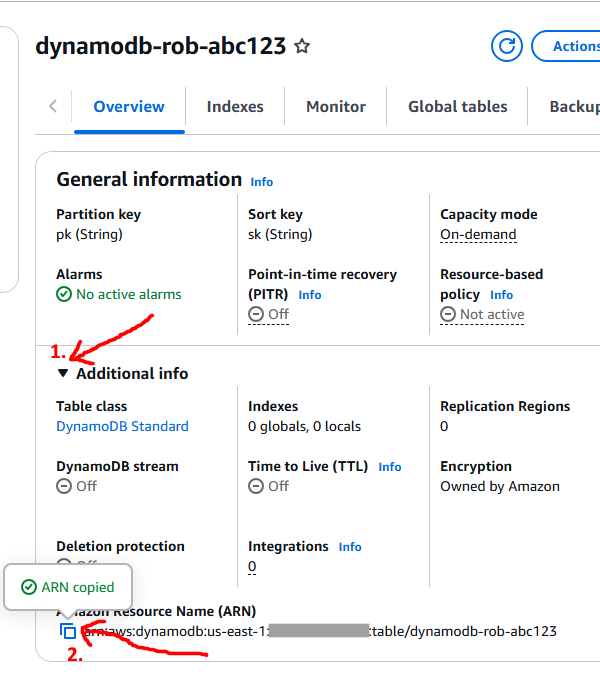 dynamodb-rob-abc123
Actions
Overview Indexes Monitor Global tables Backup
General information Info
Partition key
pk (String)
Sort key
sk (String)
Capacity mode
On-demand
Alarms
No active alarms
Point-in-time recovery
(PITR) Info
Off
Resource-based
policy Info
Not active
1.
Additional info
Table class
DynamoDB Standard
Indexes
0 globals, 0 locals
Replication Regions
0
DynamoDB stream
Off
Time to Live (TTL) Info
Off
Encryption
Owned by Amazon
Deletion protection
Off
Integrations Info
0
ARN copied
Amazon Resource Name (ARN)
arn:aws:dynamodb:us-east-1: :table/dynamodb-rob-abc123
2.